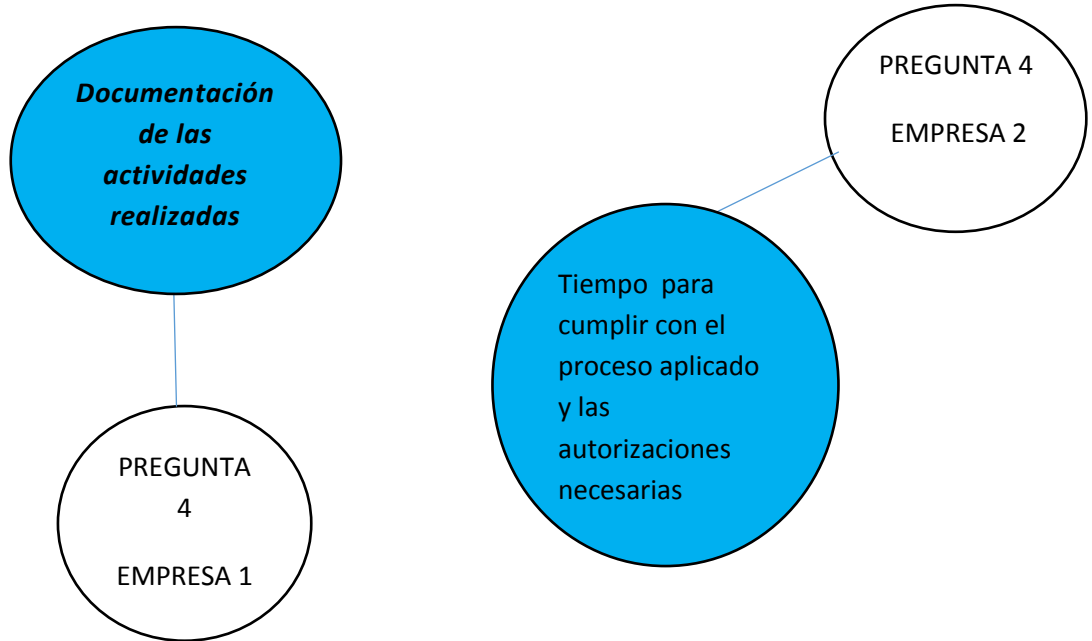 Documentación
de las
actividades
realizadas
PREGUNTA
4
EMPRESA 1
PREGUNTA 4
EMPRESA 2
Tiempo para
cumplir con el
proceso aplicado
y las
autorizaciones
necesarias